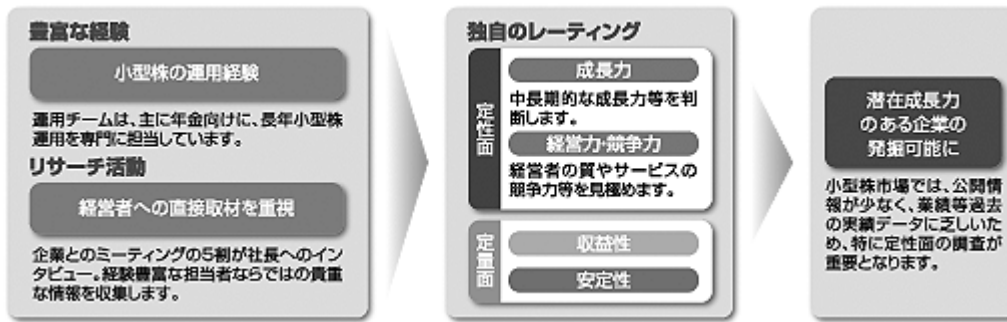 豊富な経験
小型株の運用経験
運用チームは、主に年金向けに、長年小型株
運用を専門に担当しています。
リサーチ活動
経営者への直接取材を重視
企業とのミーティングの5割が社長へのイン
タビュー。経験豊富な担当者ならではの貴重
な情報を収集します。
独自のレーティング
定性面
成長力
中長期的な成長力等を判
断します。
経営力・競争力
経営者の質やサービスの
競争力等を見極めます。
定量面
収益性
安定性
潜在成長力
のある企業の
発掘可能に
小型株市場では、公開情
報が少なく、業績等過去
の実績データに乏しいた
め、特に定性面の調査が
重要となります。